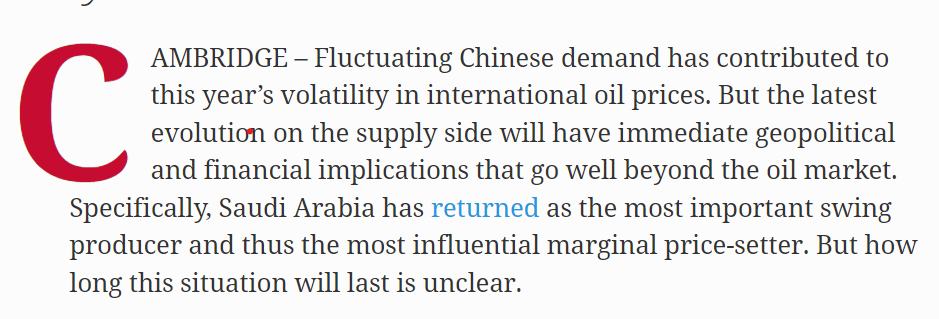 CAMBRIDGE – Fluctuating Chinese demand has contributed to
this year’s volatility in international oil prices. But the latest
evolution on the supply side will have immediate geopolitical
and financial implications that go well beyond the oil market.
Specifically, Saudi Arabia has returned as the most important swing
producer and thus the most influential marginal price-setter. But how
long this situation will last is unclear.